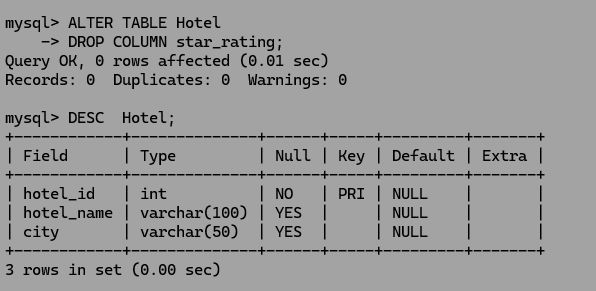 mysql> ALTER TABLE Hotel
    -> DROP COLUMN star_rating;
Query OK, 0 rows affected (0.01 sec)
Records: 0  Duplicates: 0  Warnings: 0

mysql> DESC  Hotel;
+------------+--------------+------+-----+---------+-------+
| Field      | Type         | Null | Key | Default | Extra |
+------------+--------------+------+-----+---------+-------+
| hotel_id   | int          | NO   | PRI | NULL    |       |
| hotel_name | varchar(100) | YES  |     | NULL    |       |
| city       | varchar(50)  | YES  |     | NULL    |       |
+------------+--------------+------+-----+---------+-------+
3 rows in set (0.00 sec)